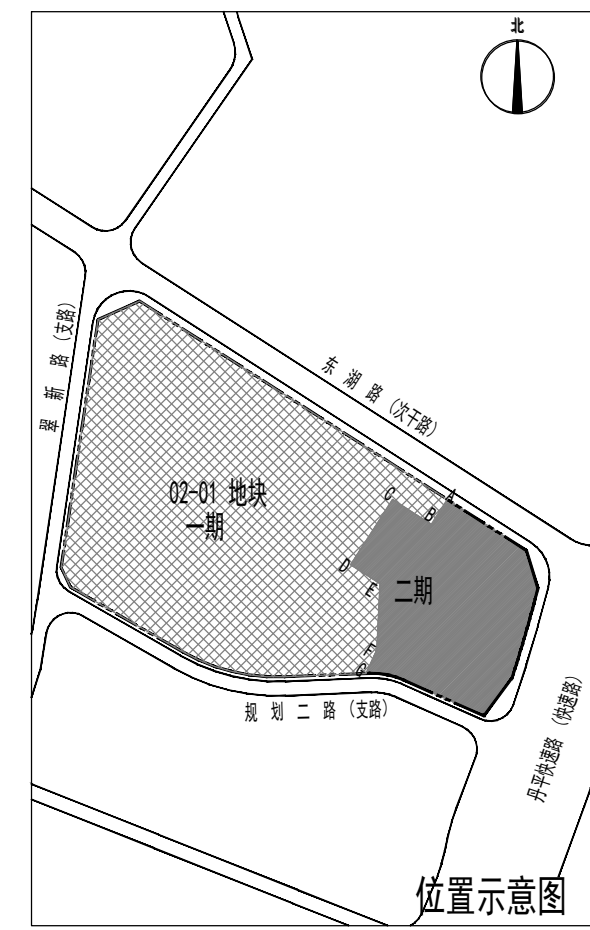 北
翠新路（支路）
东湖路（次干路）
02-01 地块
一期
A
B
C
D
E
二期
F
G
规划二路（支路）
丹平快速路（快速路）
位置示意图